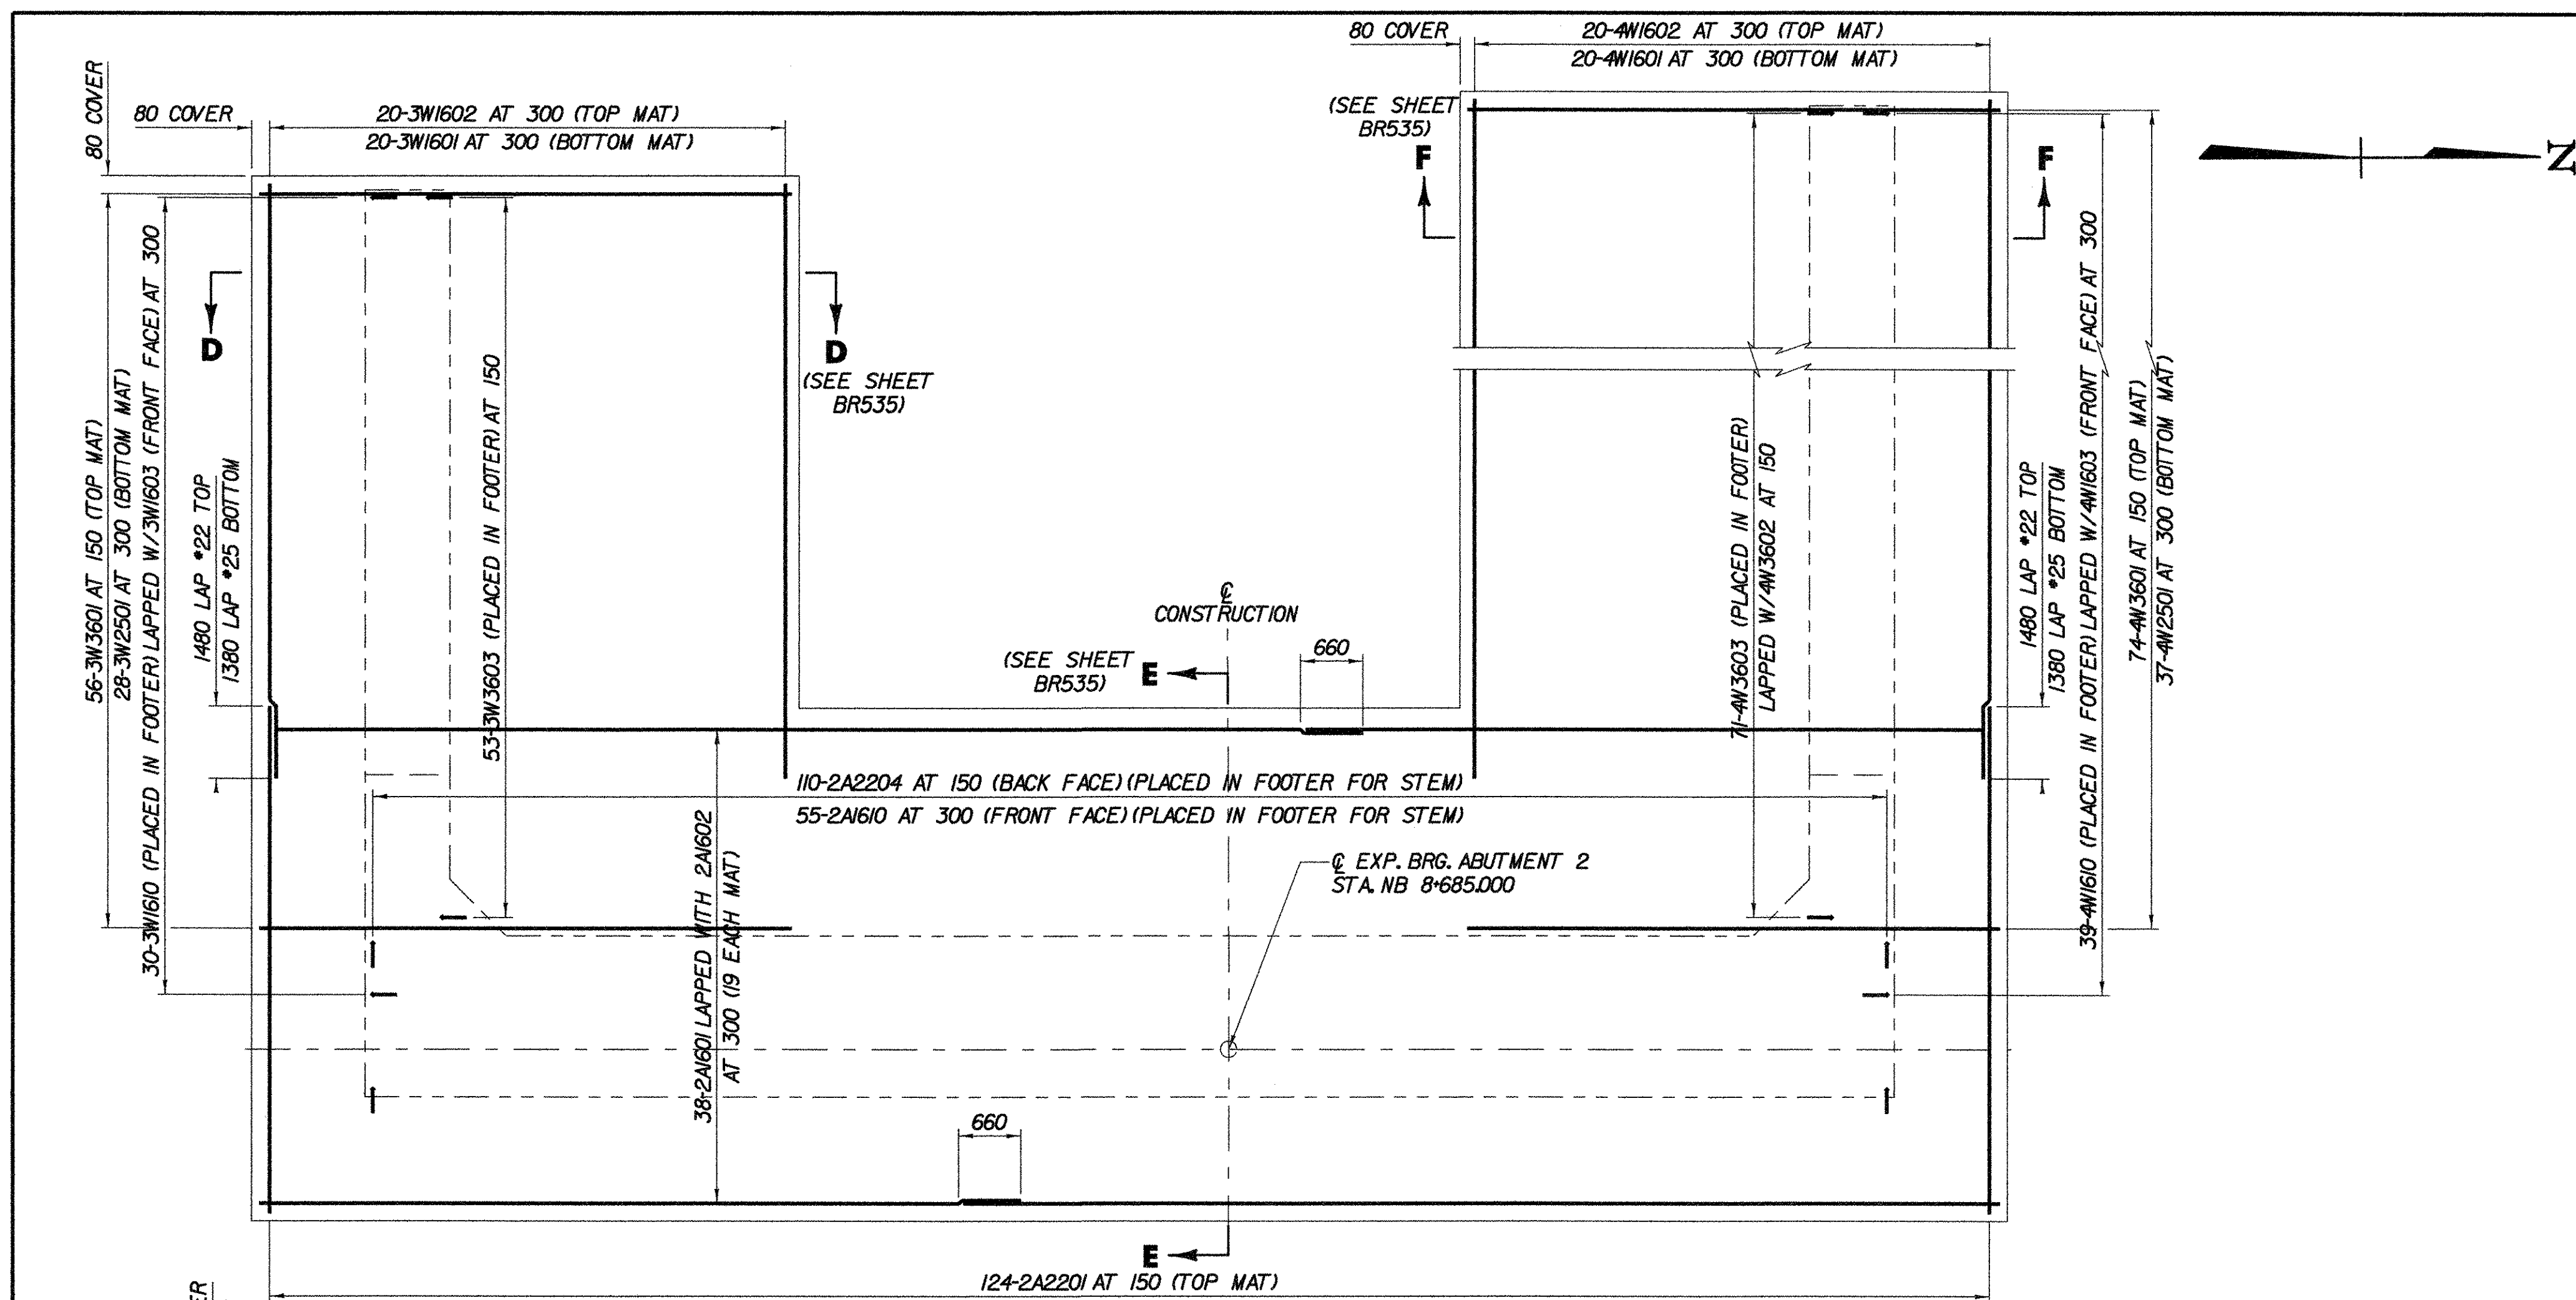 80 COVER
20-4W1602 AT 300 (TOP MAT)
20-4W1601 AT 300 (BOTTOM MAT)
80 COVER
80 COVER
20-3W1602 AT 300 (TOP MAT)
20-3W1601 AT 300 (BOTTOM MAT)
(SEE SHEET
BR535)
F
F
N
D
D
(SEE SHEET
BR535)
56-3W3601 AT 150 (TOP MAT)
28-3W2501 AT 300 (BOTTOM MAT)
30-3W1610 (PLACED IN FOOTER) LAPPED W/3W1603 (FRONT FACE) AT 300
1480 LAP #22 TOP
1380 LAP #25 BOTTOM
53-3W3603 (PLACED IN FOOTER) AT 150
71-4W3603 (PLACED IN FOOTER)
LAPPED W/4W3602 AT 150
1480 LAP #22 TOP
1380 LAP #25 BOTTOM
39-4W1610 (PLACED IN FOOTER) LAPPED W/4W1603 (FRONT FACE) AT 300
74-4W3601 AT 150 (TOP MAT)
37-4W2501 AT 300 (BOTTOM MAT)
℄
CONSTRUCTION
(SEE SHEET
BR535)
E
660
110-2A2204 AT 150 (BACK FACE) (PLACED IN FOOTER FOR STEM)
55-2A1610 AT 300 (FRONT FACE) (PLACED IN FOOTER FOR STEM)
38-2A1601 LAPPED WITH 2A1602
AT 300 (19 EACH MAT)
℄ EXP. BRG. ABUTMENT 2
STA. NB 8+685.000
660
E
124-2A2201 AT 150 (TOP MAT)